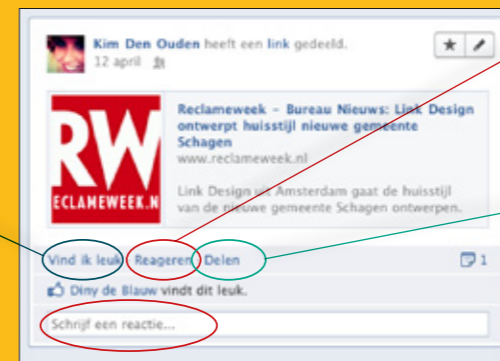 Kim Den Ouden heeft een link gedeeld.
12 april
RW
ECLAMEWEEK.N
Reclameweek - Bureau Nieuws: Link Design
ontwerpt huisstijl nieuwe gemeente
Schagen
www.reclameweek.nl
Link Design uit Amsterdam gaat de huisstijl
van de nieuwe gemeente Schagen ontwerpen.
Vind ik leuk · Reageren · Delen 1
Diny de Blauw vindt dit leuk.
Schrijf een reactie...